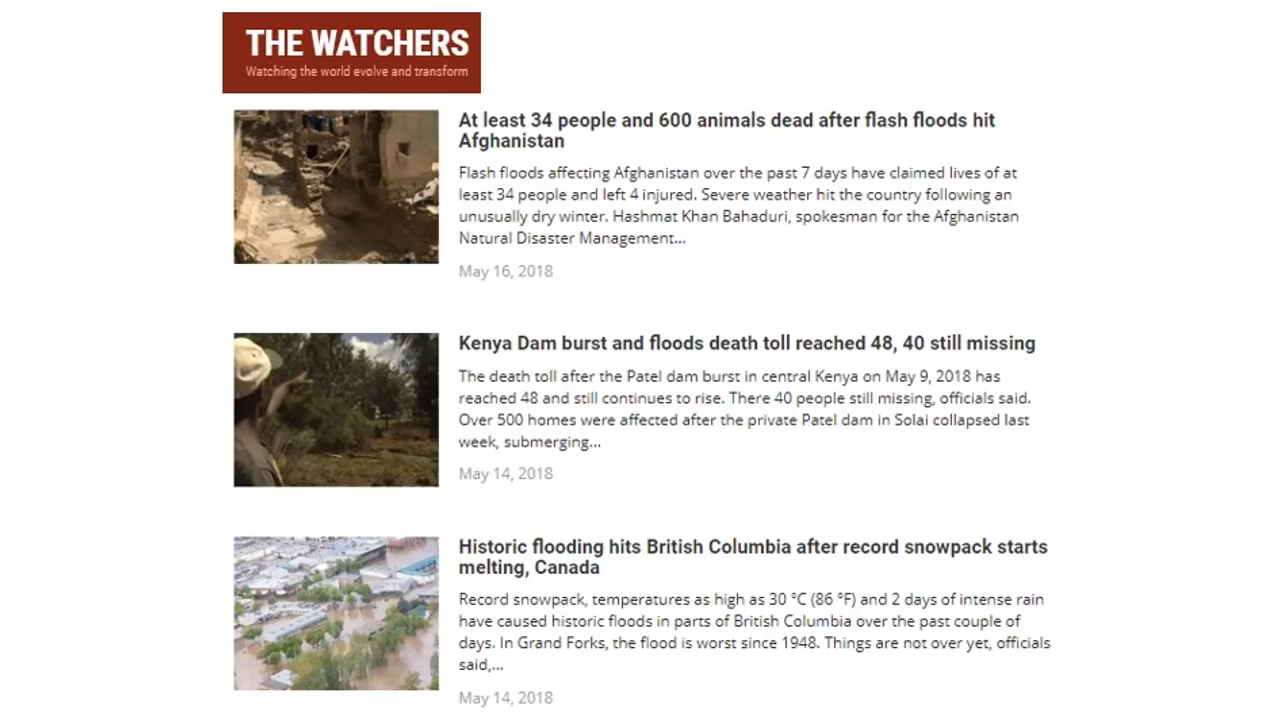 THE WATCHERS
Watching the world evolve and transform
At least 34 people and 600 animals dead after flash floods hit
Afghanistan
Flash floods affecting Afghanistan over the past 7 days have claimed lives of at
least 34 people and left 4 injured. Severe weather hit the country following an
unusually dry winter. Hashmat Khan Bahaduri, spokesman for the Afghanistan
Natural Disaster Management...
May 16, 2018
Kenya Dam burst and floods death toll reached 48, 40 still missing
The death toll after the Patel dam burst in central Kenya on May 9, 2018 has
reached 48 and still continues to rise. There 40 people still missing, officials said.
Over 500 homes were affected after the private Patel dam in Solai collapsed last
week, submerging...
May 14, 2018
Historic flooding hits British Columbia after record snowpack starts
melting, Canada
Record snowpack, temperatures as high as 30 °C (86 °F) and 2 days of intense rain
have caused historic floods in parts of British Columbia over the past couple of
days. In Grand Forks, the flood is worst since 1948. Things are not over yet, officials
said,...
May 14, 2018